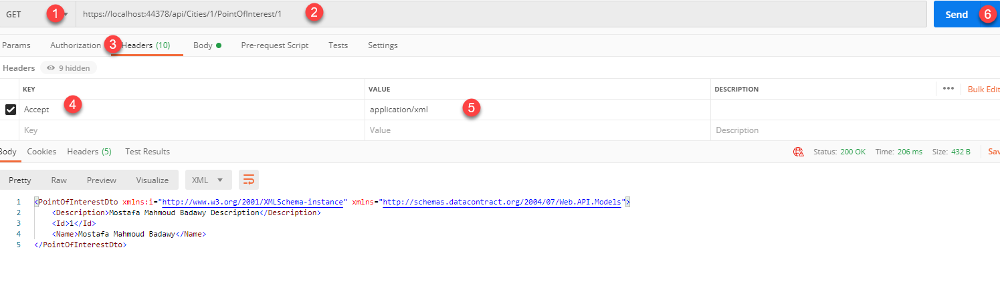 GET 1 https://localhost:44378/api/Cities/1/PointOfInterest/1 2 Send 6
Params Authorization 3 Headers (10) Body Pre-request Script Tests Settings
Headers 9 hidden
KEY VALUE DESCRIPTION ••• Bulk Edit
Accept 4 application/xml 5
Key Value Description
Body Cookies Headers (5) Test Results Status: 200 OK Time: 206 ms Size: 432 B Sav
Pretty Raw Preview Visualize XML
1 <PointOfInterestDto xmlns:i="http://www.w3.org/2001/XMLSchema-instance" xmlns="http://schemas.datacontract.org/2004/07/Web.API.Models">
2 <Description>Mostafa Mahmoud Badawy Description</Description>
3 <Id>1</Id>
4 <Name>Mostafa Mahmoud Badawy</Name>
5 </PointOfInterestDto>